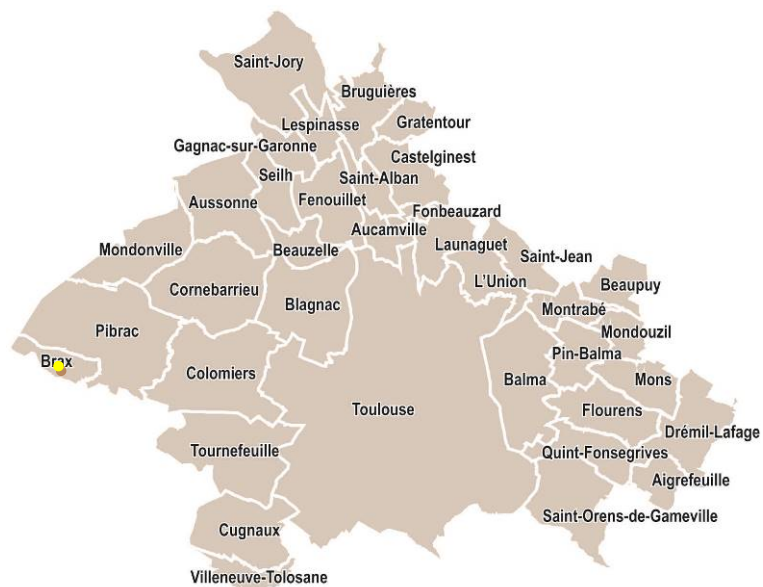 Saint-Jory
Bruguières
Lespinasse
Gratentour
Gagnac-sur-Garonne
Castelginest
Seilh
Saint-Alban
Fenouillet
Aussonne
Fonbeauzard
Aucamville
Launaguet
Mondonville
Beauzelle
Saint-Jean
L'Union
Beaupuy
Cornebarrieu
Blagnac
Montrabé
Pibrac
Mondouzil
Pin-Balma
Brax
Colomiers
Balma
Mons
Toulouse
Flourens
Drémil-Lafage
Tournefeuille
Quint-Fonsegrives
Aigrefeuille
Saint-Orens-de-Gameville
Cugnaux
Villeneuve-Tolosane